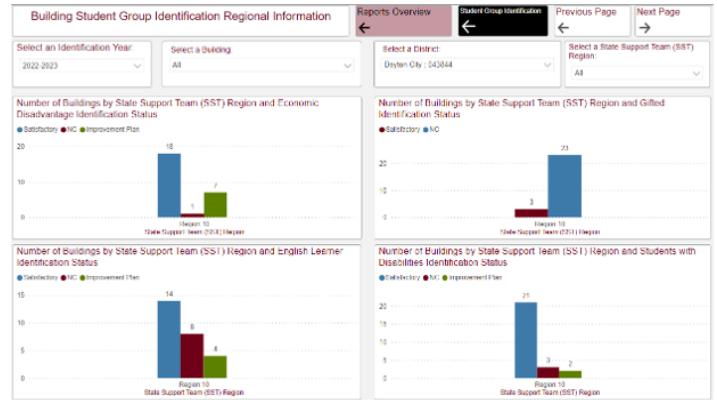 Building Student Group Identification Regional Information
Reports Overview
Student Group Identification
Previous Page
Next Page
Select an Identification Year:
2022-2023
Select a Building:
All
Select a District:
Dayton City : 043844
Select a State Support Team (SST)
Region:
All
Number of Buildings by State Support Team (SST) Region and Economic
Disadvantage Identification Status
Satisfactory NC Improvement Plan
20
10
0
18
1
7
Region 10
State Support Team (SST) Region
Number of Buildings by State Support Team (SST) Region and Gifted
Identification Status
Satisfactory NC
20
10
0
3
23
Region 10
State Support Team (SST) Region
Number of Buildings by State Support Team (SST) Region and English Learner
Identification Status
Satisfactory NC Improvement Plan
15
10
5
0
14
8
4
Region 10
State Support Team (SST) Region
Number of Buildings by State Support Team (SST) Region and Students with
Disabilities Identification Status
Satisfactory NC Improvement Plan
20
15
10
5
0
21
3
2
Region 10
State Support Team (SST) Region